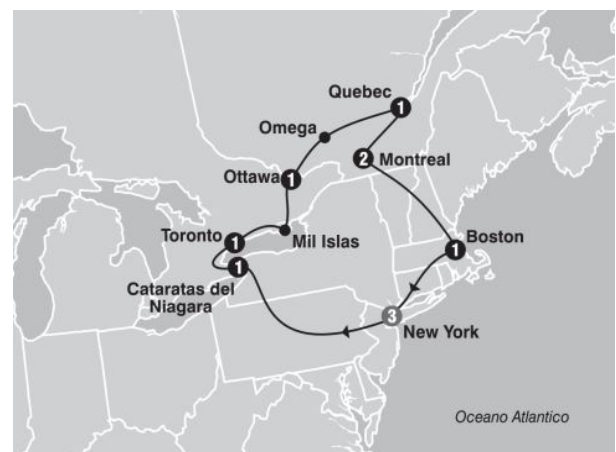 Quebec
1
Omega
2
Montreal
Ottawa
1
Toronto
1
Mil Islas
1
Boston
1
Cataratas del
Niagara
3
New York
Oceano Atlantico